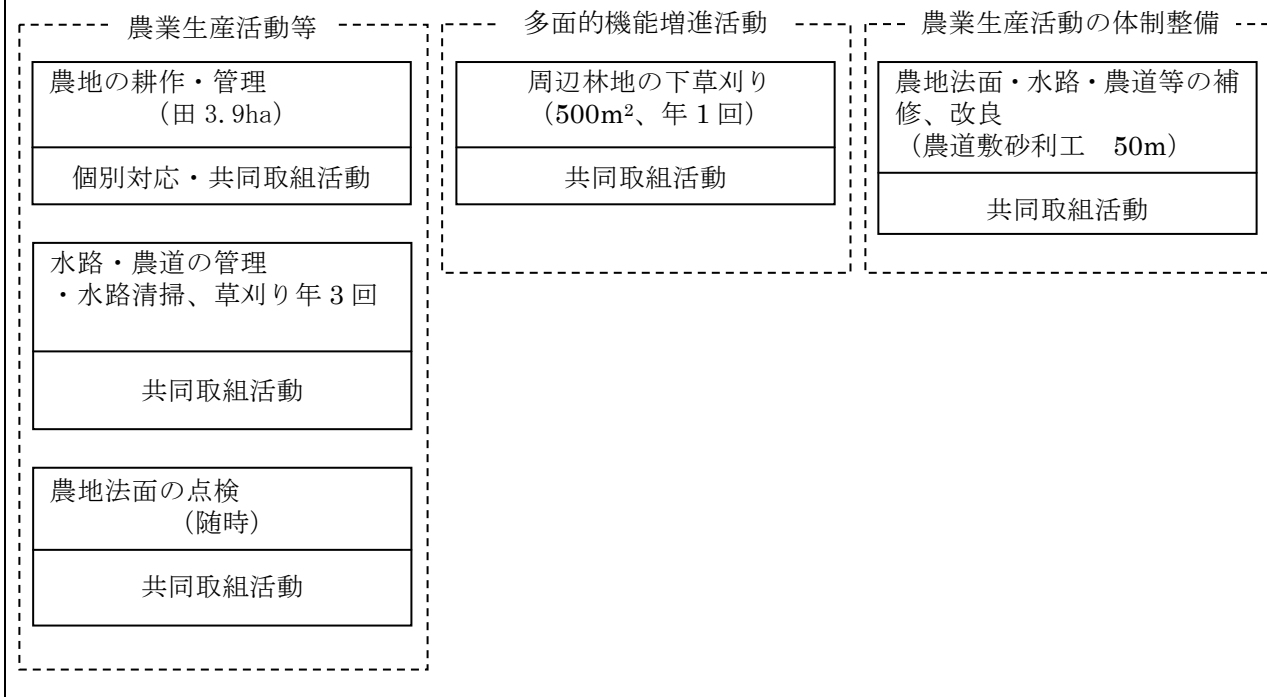 農業生産活動等
農地の耕作・管理
（田 3.9ha）
個別対応・共同取組活動
水路・農道の管理
・水路清掃、草刈り年 3 回
共同取組活動
農地法面の点検
（随時）
共同取組活動
多面的機能増進活動
周辺林地の下草刈り
（500m²、年 1 回）
共同取組活動
農業生産活動の体制整備
農地法面・水路・農道等の補
修、改良
（農道敷砂利工　50m）
共同取組活動